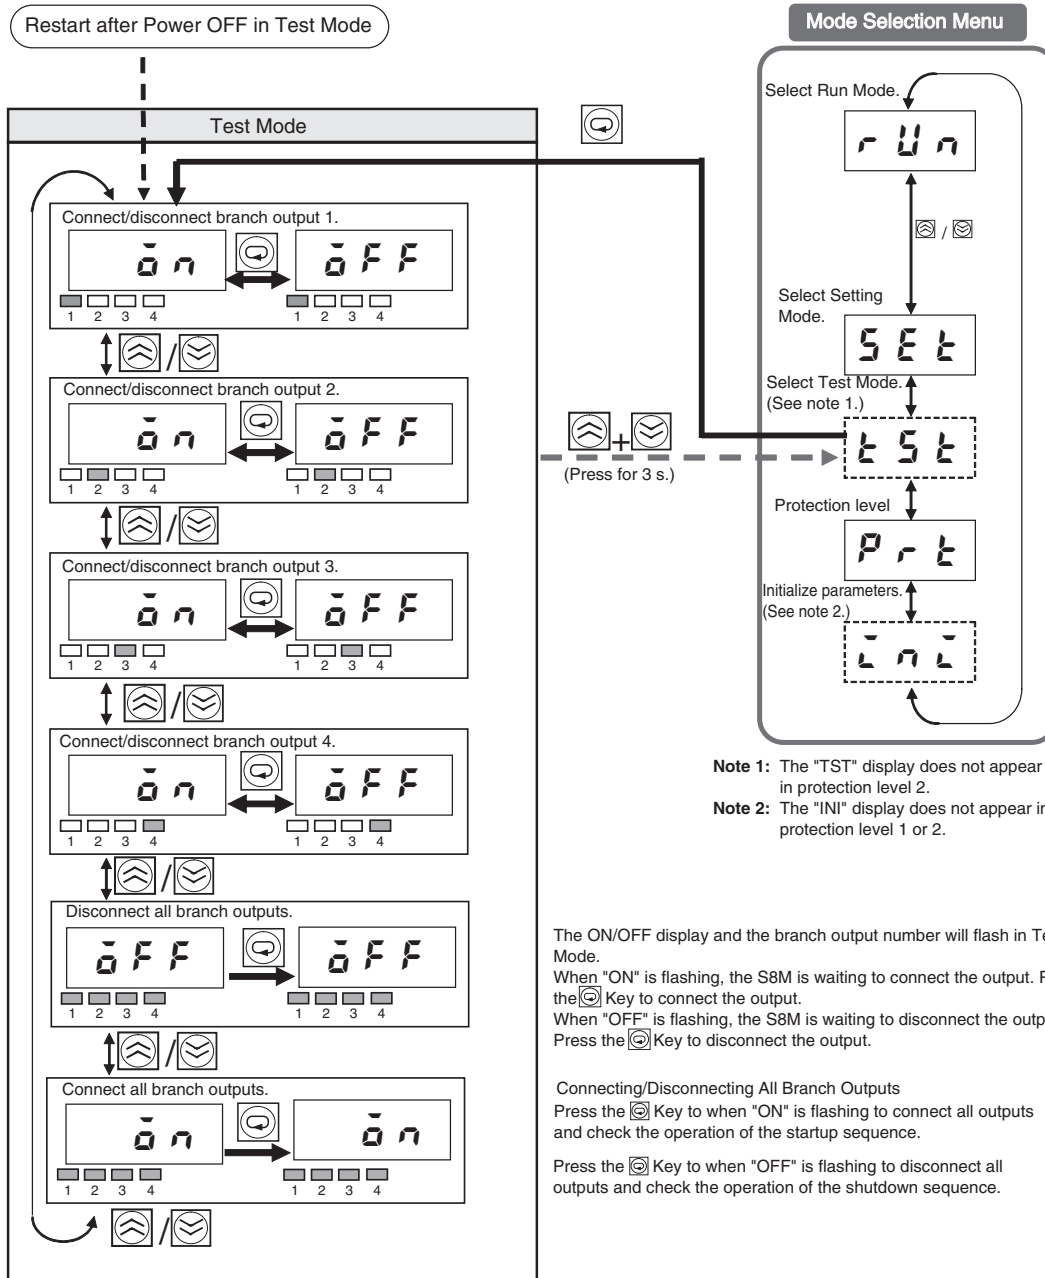 Restart after Power OFF in Test Mode
Test Mode
Connect/disconnect branch output 1.
on
oFF
1 2 3 4
1 2 3 4
/
Connect/disconnect branch output 2.
on
oFF
1 2 3 4
1 2 3 4
/
Connect/disconnect branch output 3.
on
oFF
1 2 3 4
1 2 3 4
/
Connect/disconnect branch output 4.
on
oFF
1 2 3 4
1 2 3 4
/
Disconnect all branch outputs.
oFF
oFF
1 2 3 4
1 2 3 4
/
Connect all branch outputs.
on
on
1 2 3 4
1 2 3 4
/
+
(Press for 3 s.)
Mode Selection Menu
Select Run Mode.
rUn
/
Select Setting
Mode.
SEt
Select Test Mode.
(See note 1.)
tSt
Protection level
Prt
Initialize parameters.
(See note 2.)
ini
Note 1: The "TST" display does not appear
in protection level 2.
Note 2: The "INI" display does not appear in
protection level 1 or 2.
The ON/OFF display and the branch output number will flash in
Mode.
When "ON" is flashing, the S8M is waiting to connect the output.
the Key to connect the output.
When "OFF" is flashing, the S8M is waiting to disconnect the
Press the Key to disconnect the output.
Connecting/Disconnecting All Branch Outputs
Press the Key to when "ON" is flashing to connect all outputs
and check the operation of the startup sequence.
Press the Key to when "OFF" is flashing to disconnect all
outputs and check the operation of the shutdown sequence.